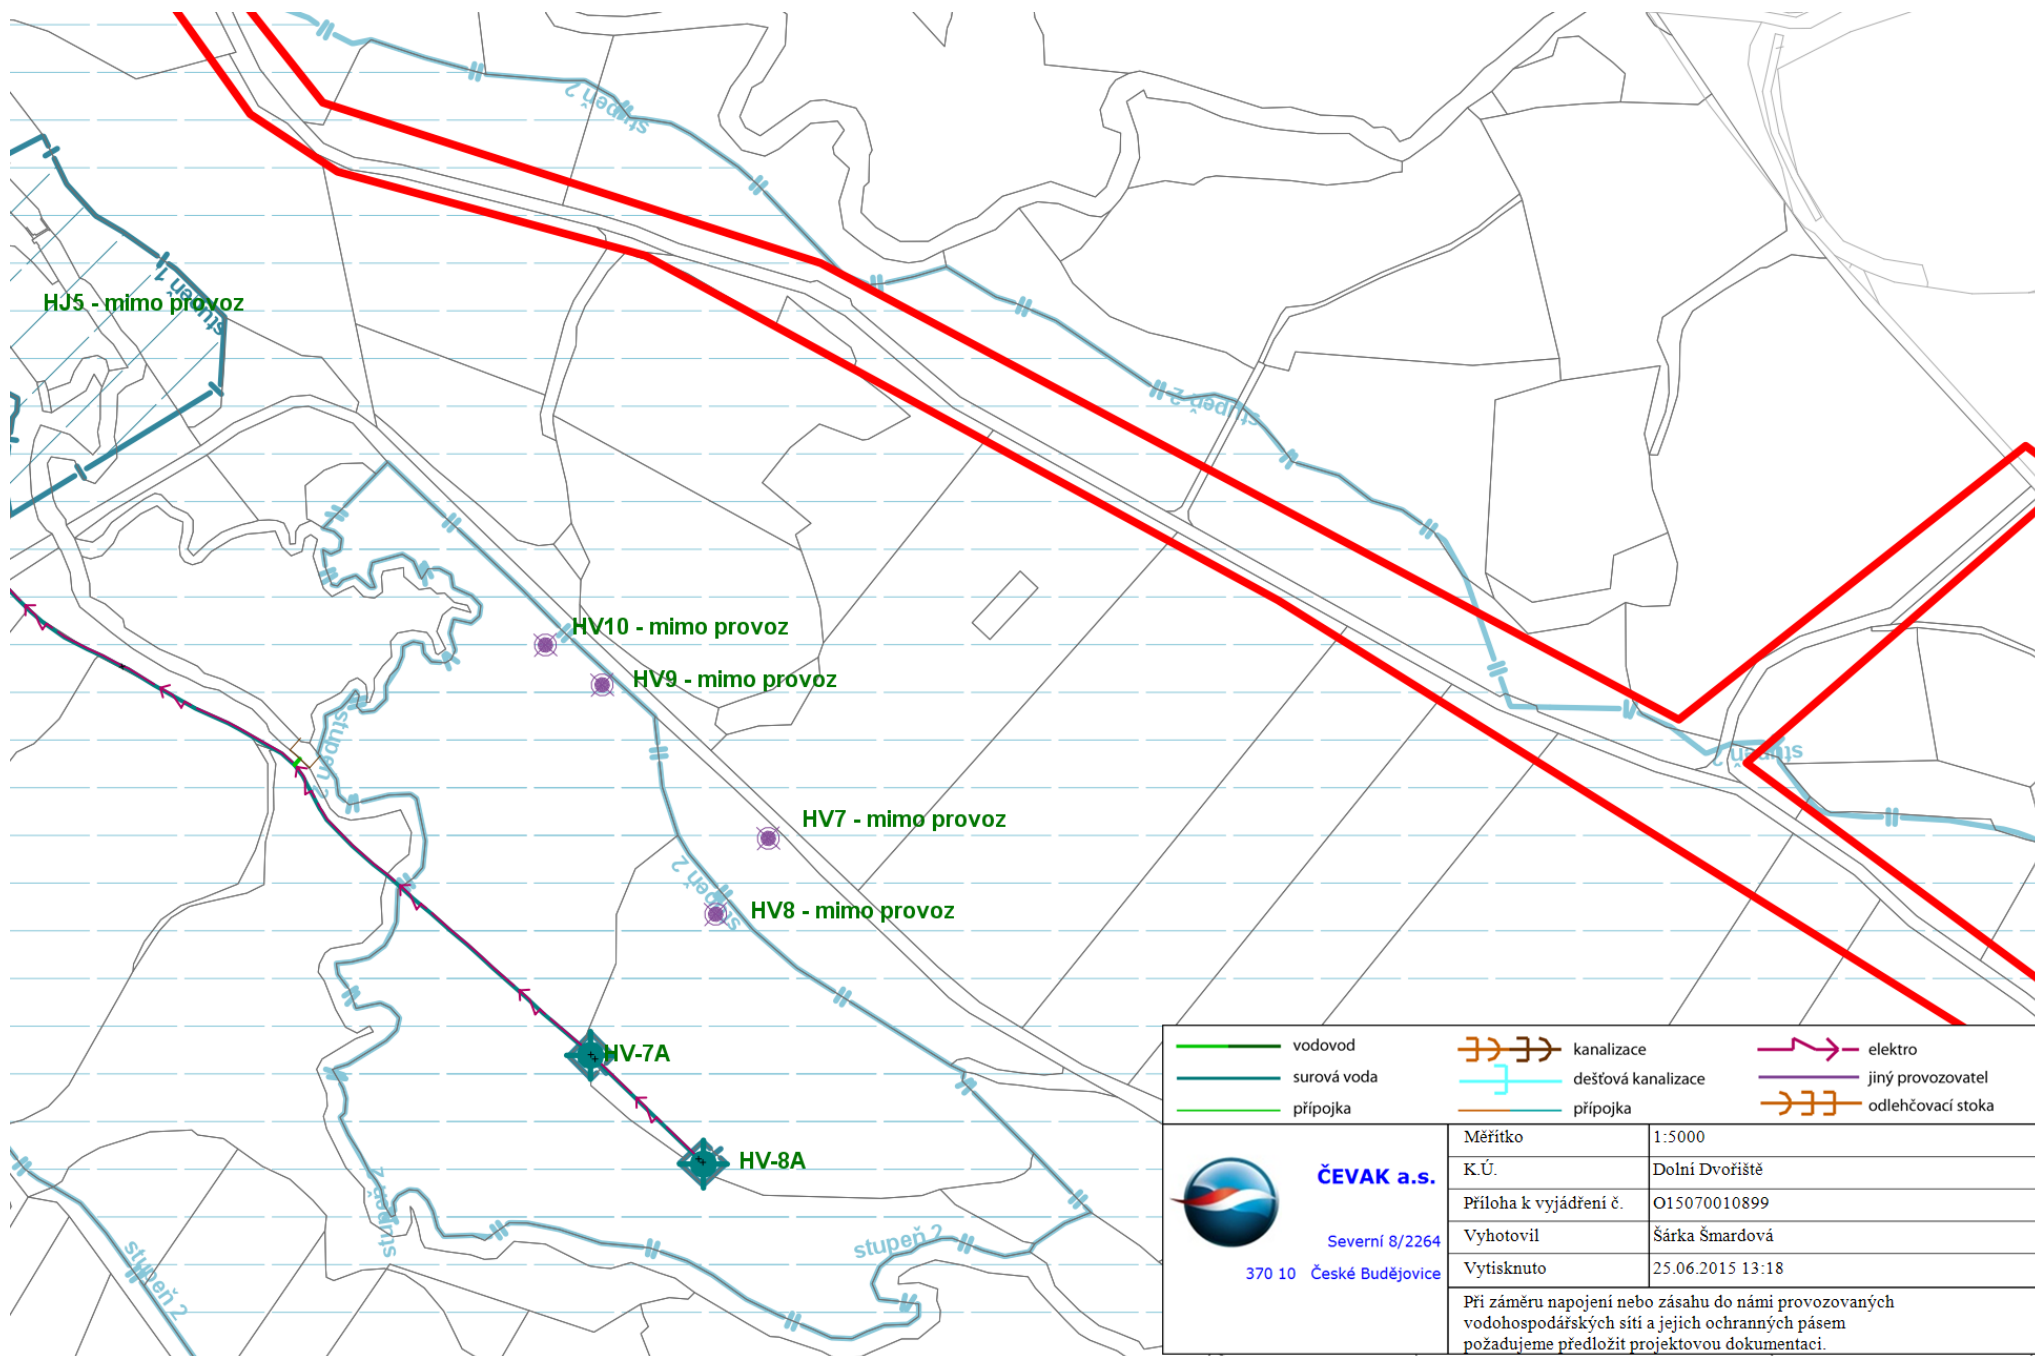 stupeň 2
stupeň 1
HJ5 - mimo provoz
stupeň 2
HV10 - mimo provoz
HV9 - mimo provoz
stupeň 2
stupeň 2
HV7 - mimo provoz
stupeň 2
HV8 - mimo provoz
HV-7A
HV-8A
stupeň 2
stupeň 2
stupeň 2
vodovod
surová voda
přípojka
kanalizace
dešťová kanalizace
přípojka
elektro
jiný provozovatel
odlehčovací stoka
ČEVAK a.s.
Severní 8/2264
370 10 České Budějovice
Měřítko 1:5000
K.Ú. Dolní Dvořiště
Příloha k vyjádření č. O15070010899
Vyhotovil Šárka Šmardová
Vytisknuto 25.06.2015 13:18
Při záměru napojení nebo zásahu do námi provozovaných
vodohospodářských sítí a jejich ochranných pásem
požadujeme předložit projektovou dokumentaci.